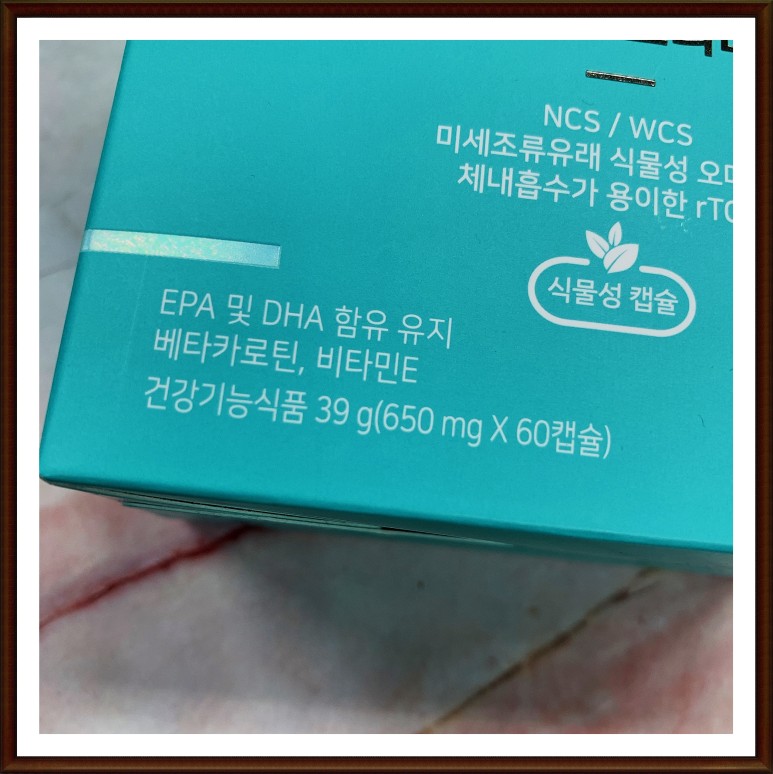 NCS / WCS
미세조류유래 식물성
체내흡수가 용이한
식물성 캡슐
EPA 및 DHA 함유 유지
베타카로틴, 비타민E
건강기능식품 39 g(650 mg X 60캡슐)